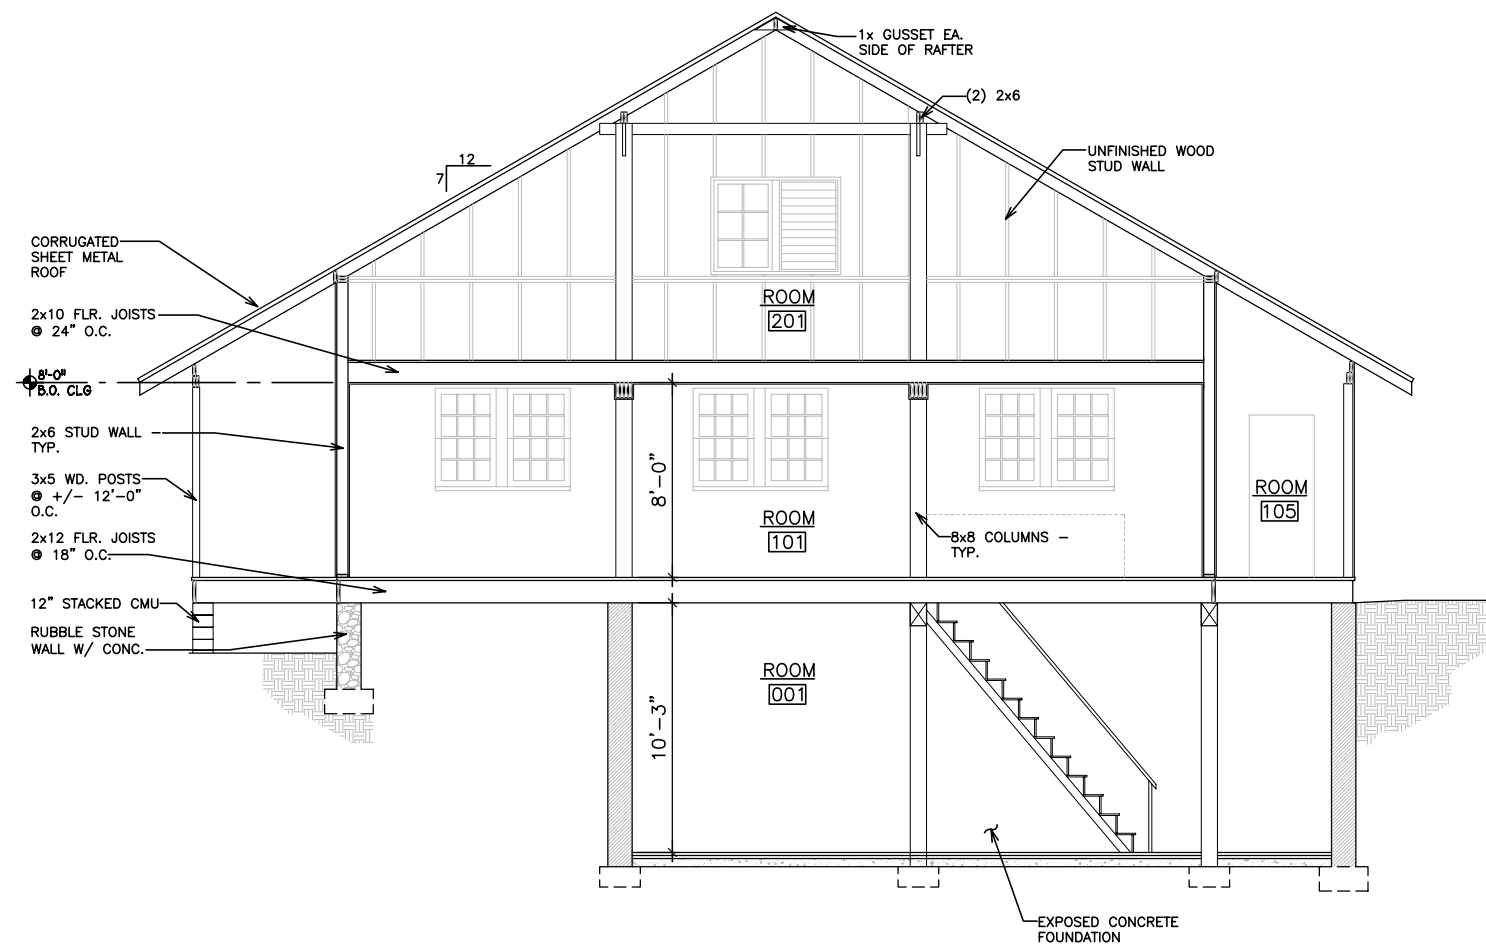 1x GUSSET EA.
SIDE OF RAFTER
(2) 2x6
UNFINISHED WOOD
STUD WALL
12
7
CORRUGATED
SHEET METAL
ROOF
2x10 FLR. JOISTS
@ 24" O.C.
8'-0"
B.O. CLG
2x6 STUD WALL -
TYP.
3x5 WD. POSTS
@ +/- 12'-0"
O.C.
2x12 FLR. JOISTS
@ 18" O.C.
12" STACKED CMU
RUBBLE STONE
WALL W/ CONC.
ROOM
201
8'-0"
ROOM
101
8x8 COLUMNS -
TYP.
ROOM
105
ROOM
001
10'-3"
EXPOSED CONCRETE
FOUNDATION